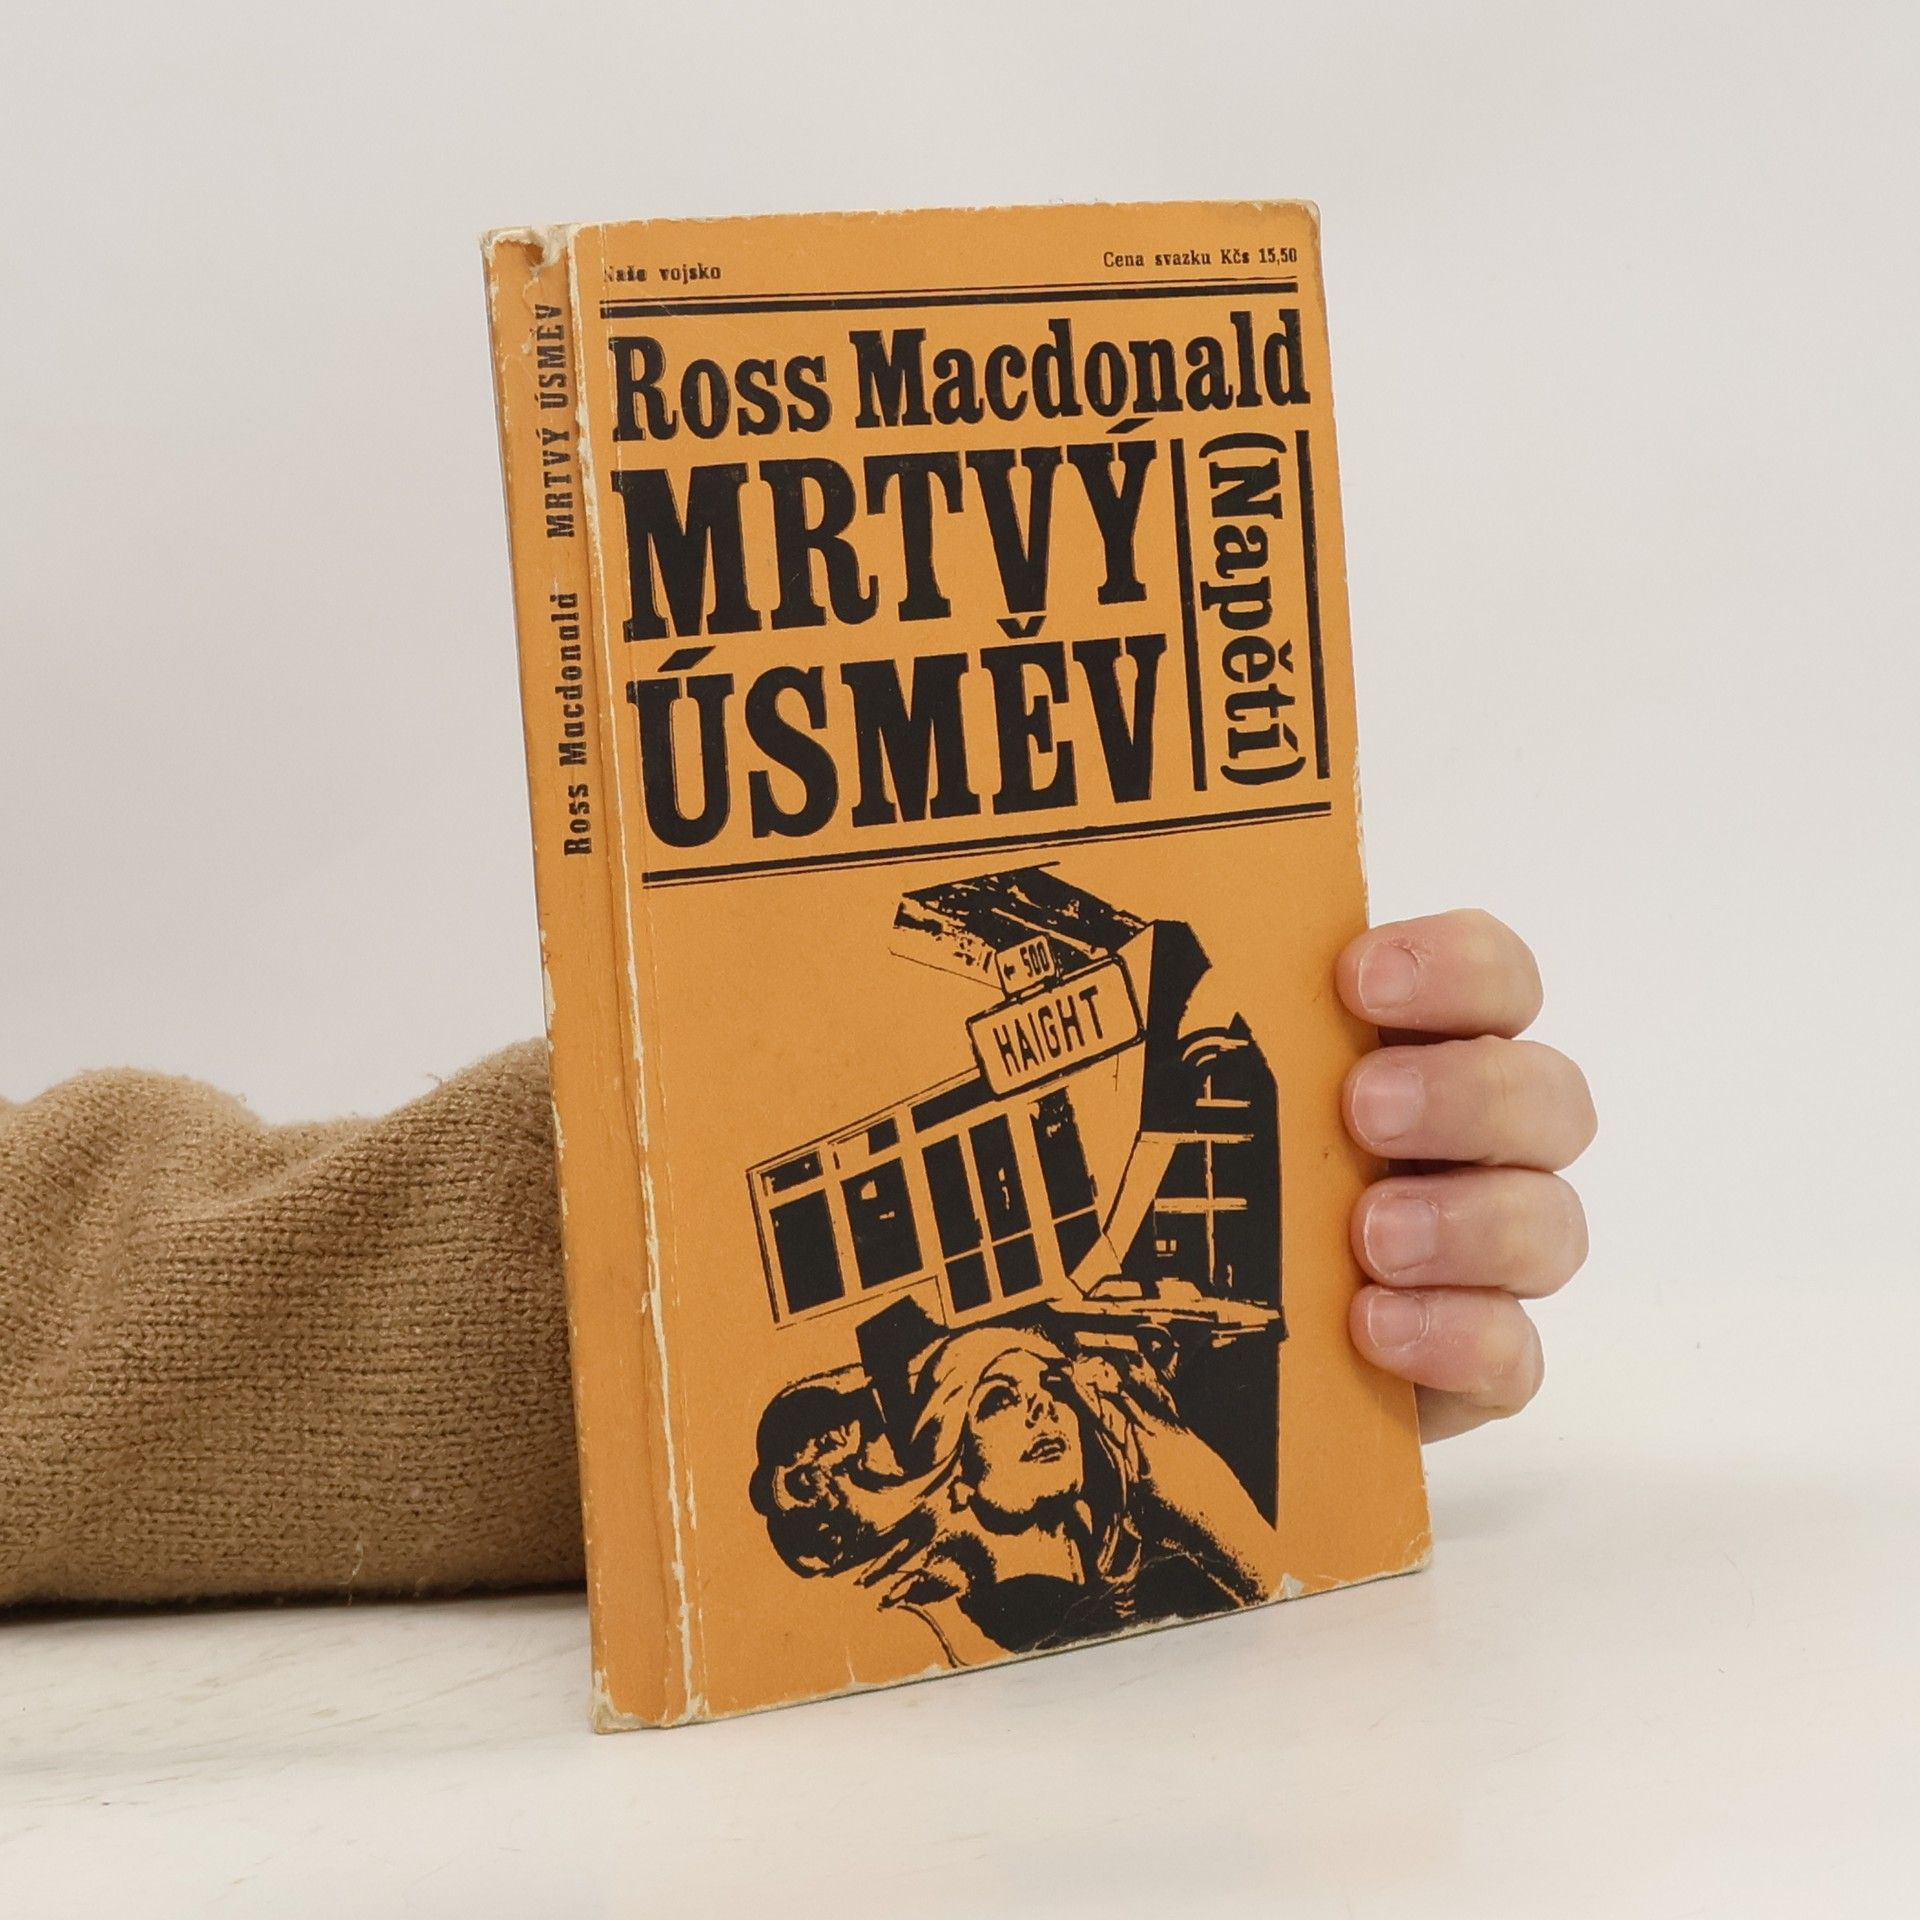 Naše vojsko
Cena svazku Kčs 15,50
Ross Macdonald
MRTVÝ
ÚSMĚV
(Napětí)
← 500
HAIGHT
Ross Macdonald MRTVÝ ÚSMĚV